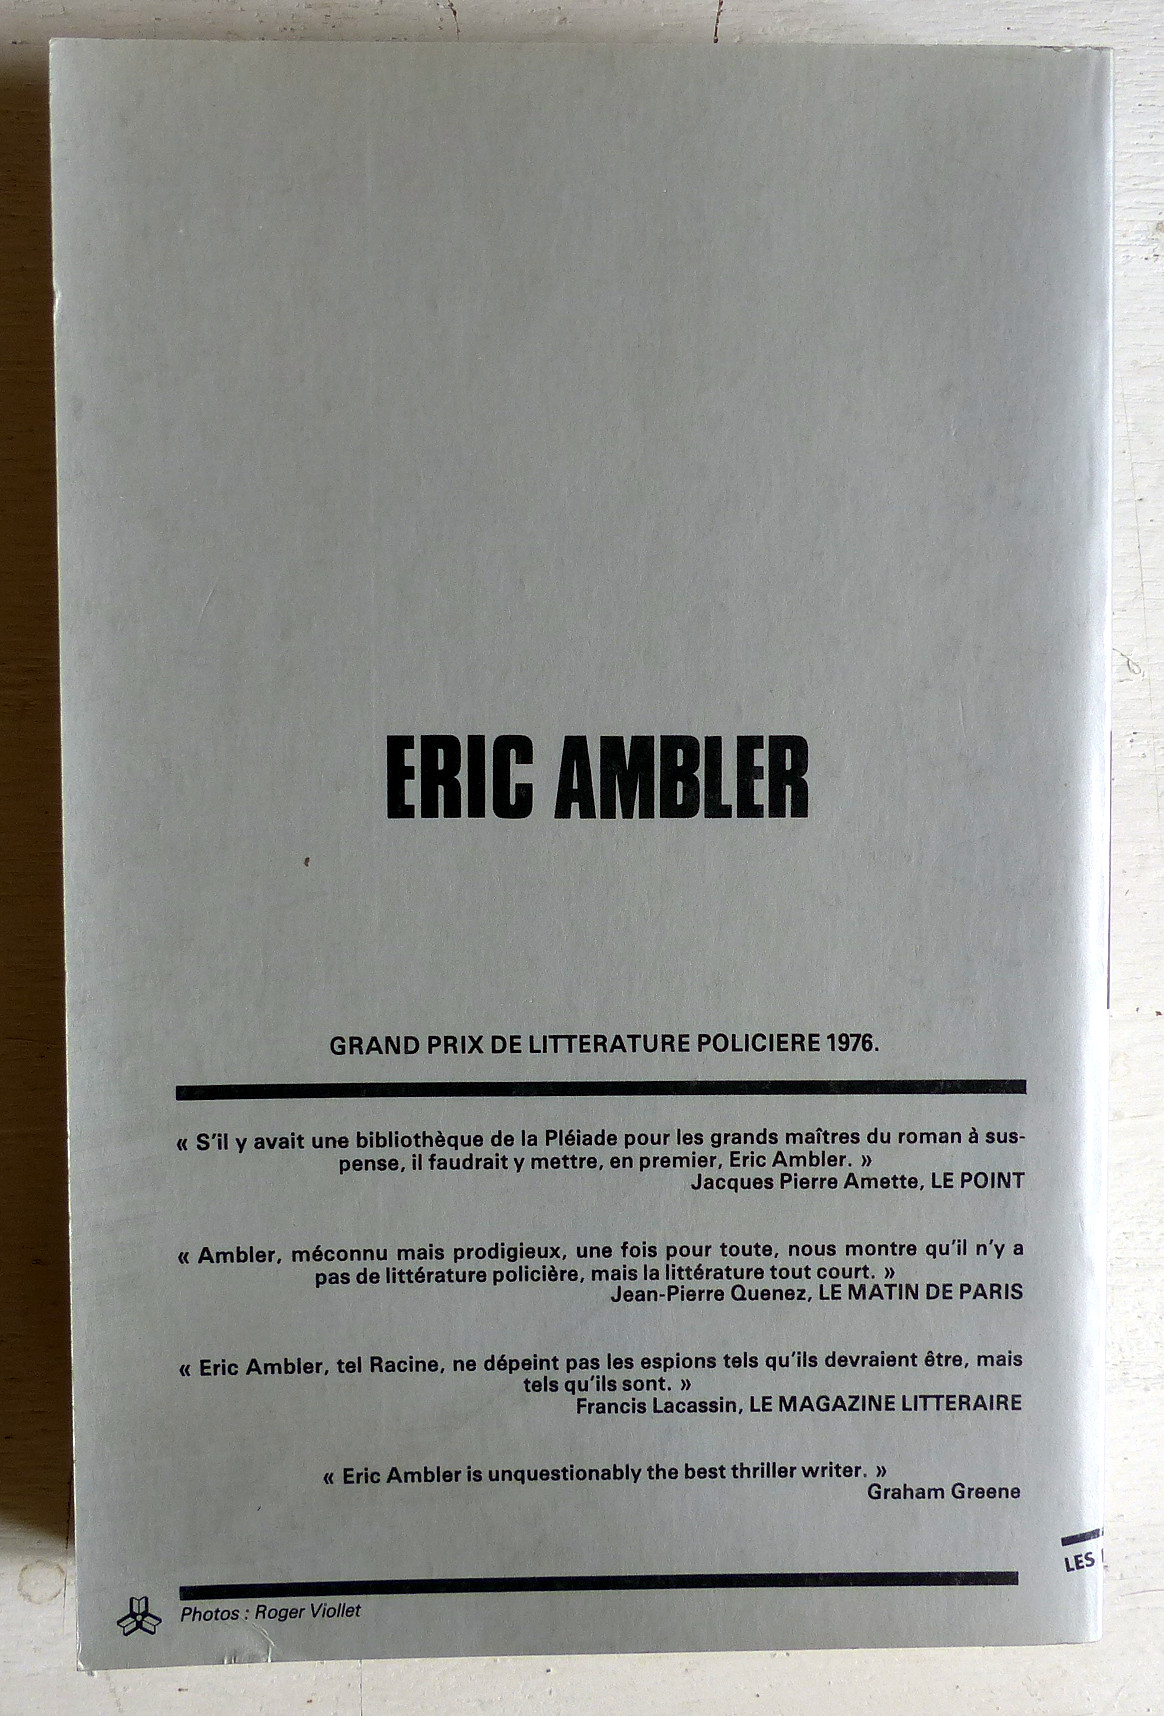 ERIC AMBLER
GRAND PRIX DE LITTERATURE POLICIERE 1976.
« S'il y avait une bibliothèque de la Pléiade pour les grands maîtres du roman à sus-
pense, il faudrait y mettre, en premier, Eric Ambler. »
Jacques Pierre Amette, LE POINT
« Ambler, méconnu mais prodigieux, une fois pour toute, nous montre qu'il n'y a
pas de littérature policière, mais la littérature tout court. »
Jean-Pierre Quenez, LE MATIN DE PARIS
« Eric Ambler, tel Racine, ne dépeint pas les espions tels qu'ils devraient être, mais
tels qu'ils sont. »
Francis Lacassin, LE MAGAZINE LITTERAIRE
« Eric Ambler is unquestionably the best thriller writer. »
Graham Greene
LES
Photos : Roger Viollet